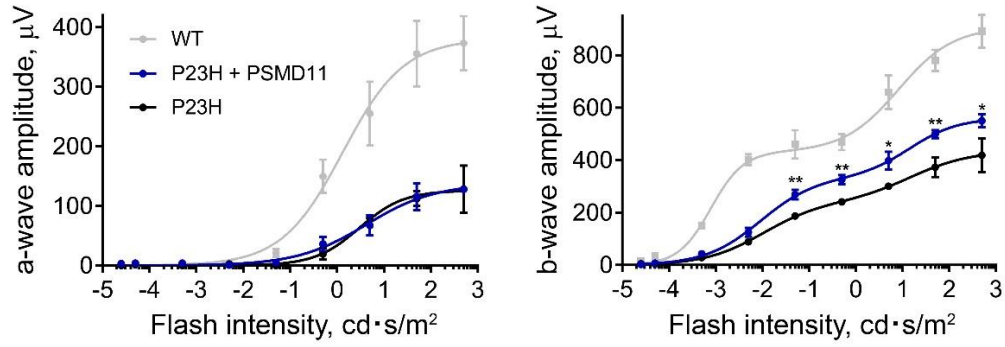 a-wave amplitude, μV
400
300
200
100
0
WT
P23H + PSMD11
P23H
-5 -4 -3 -2 -1 0 1 2 3
Flash intensity, cd·s/m²
b-wave amplitude, μV
800
600
400
200
0
** ** * ** *
-5 -4 -3 -2 -1 0 1 2 3
Flash intensity, cd·s/m²